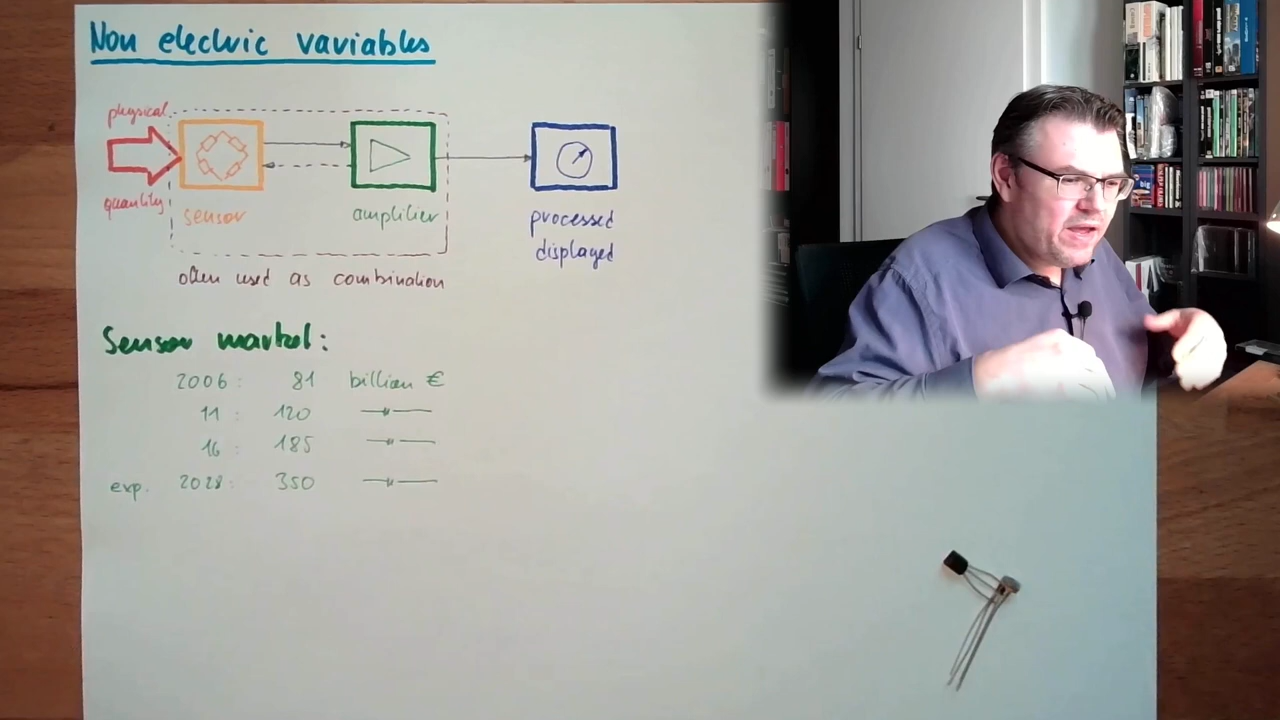 Non electric variables
physical
quantity
sensor
amplifier
processed
displayed
often used as combination
Sensor market:
2006: 81 billion €
11: 120 —"—
16: 185 —"—
exp. 2028: 350 —"—